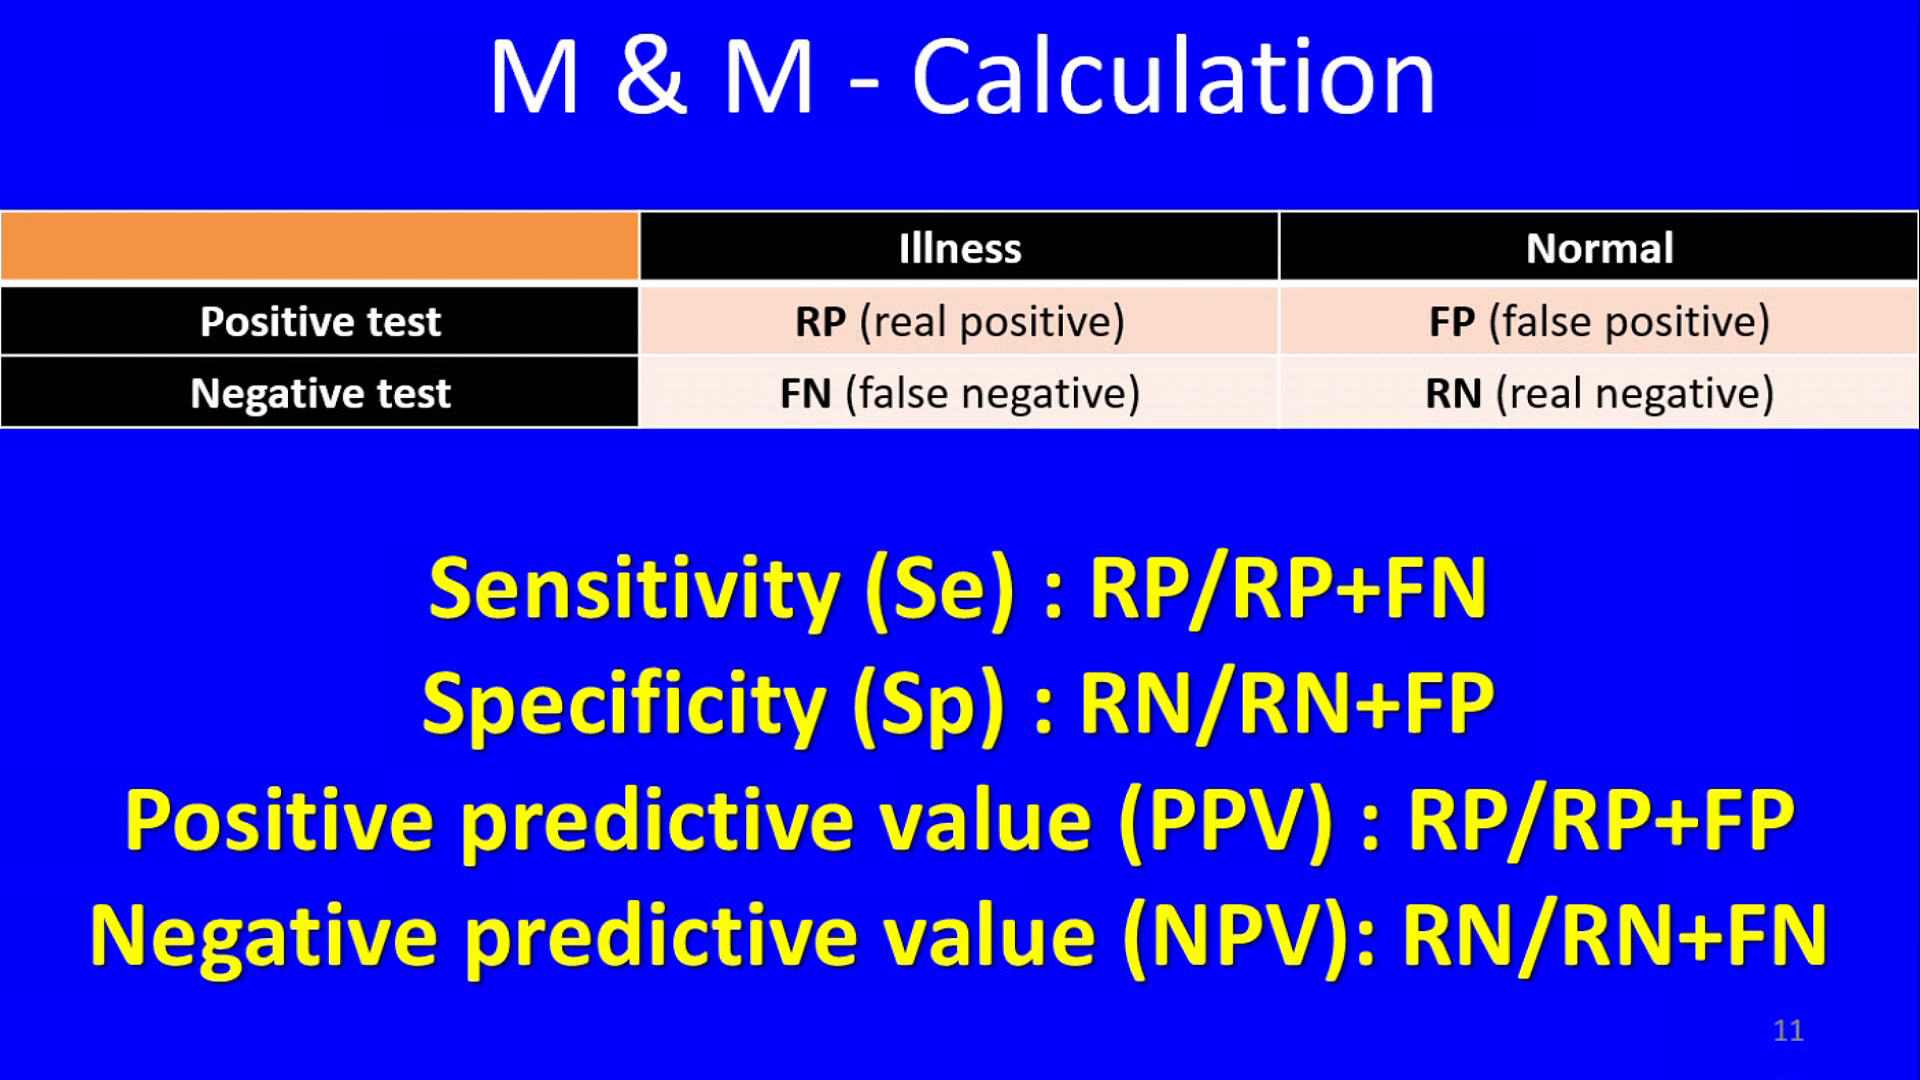 M & M - Calculation
Illness Normal
Positive test RP (real positive) FP (false positive)
Negative test FN (false negative) RN (real negative)
Sensitivity (Se) : RP/RP+FN
Specificity (Sp) : RN/RN+FP
Positive predictive value (PPV) : RP/RP+FP
Negative predictive value (NPV): RN/RN+FN
11